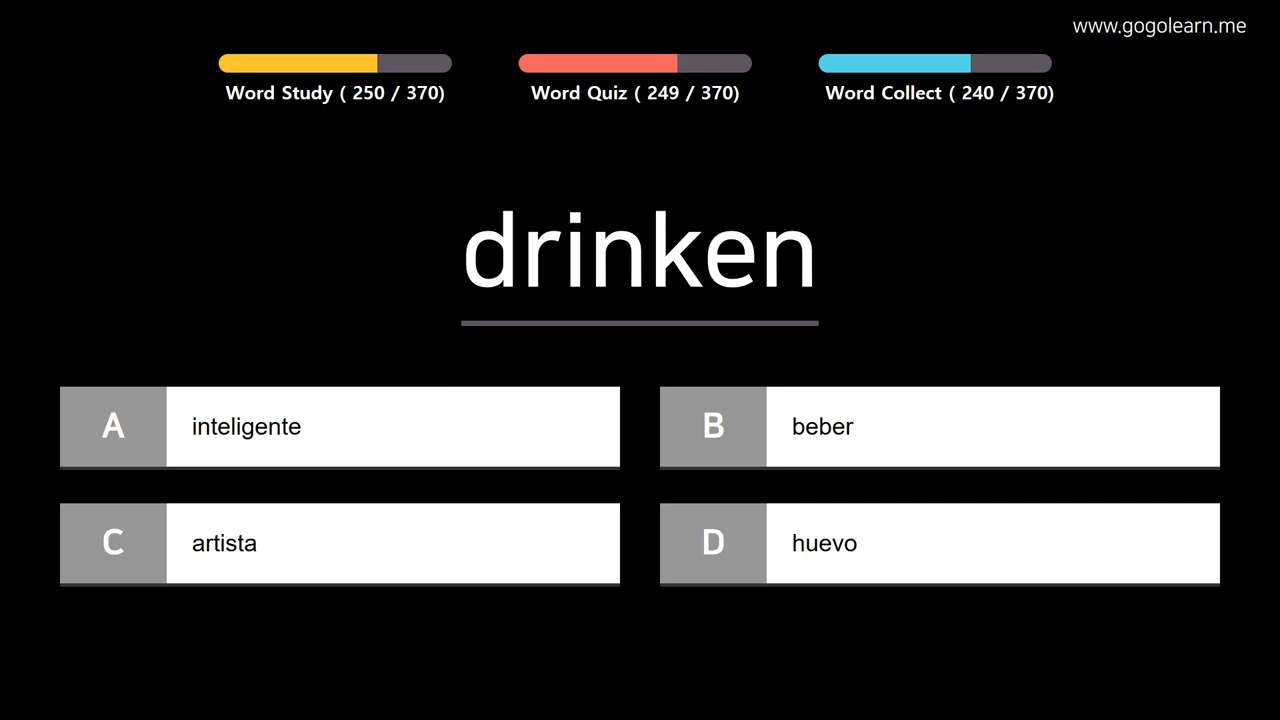 www.gogolearn.me
Word Study ( 250 / 370)
Word Quiz ( 249 / 370)
Word Collect ( 240 / 370)
drinken
A inteligente
B beber
C artista
D huevo